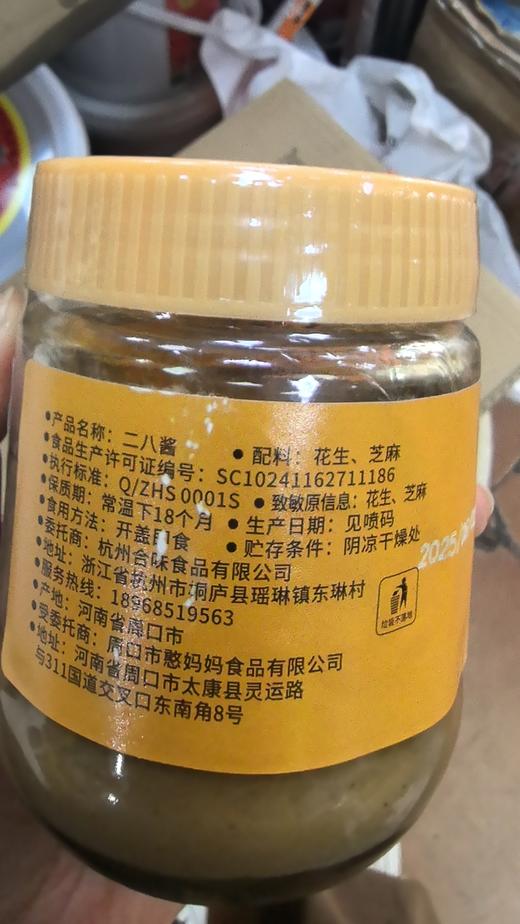 ●产品名称：二八酱 ●配料：花生、芝麻
●食品生产许可证编号：SC10241162711186
●执行标准：Q/ZHS 0001S ●致敏原信息：花生、芝麻
●保质期：常温下18个月 ●生产日期：见喷码
●食用方法：开盖即食 ●贮存条件：阴凉干燥处
●委托商：杭州合味食品有限公司
●地址：浙江省杭州市桐庐县瑶琳镇东琳村
●服务热线：18968519563
●产地：河南省周口市
●受委托商：周口市憨妈妈食品有限公司
●地址：河南省周口市太康县灵运路
与311国道交叉口东南角8号
垃圾不落地
2025/